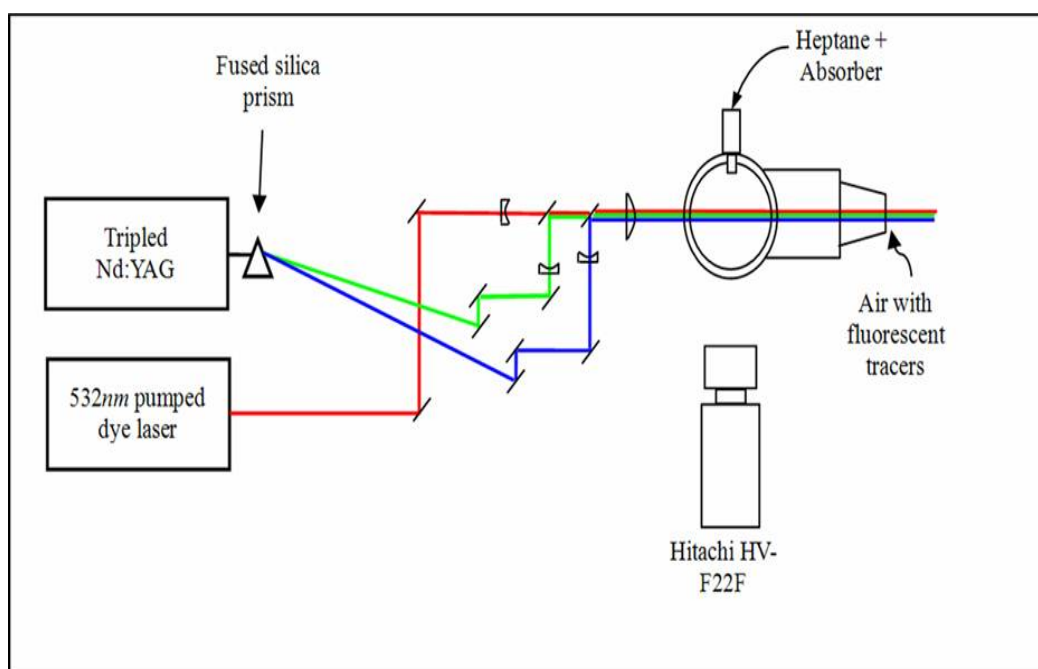 Fused silica
prism
Heptane +
Absorber
Tripled
Nd:YAG
532nm pumped
dye laser
Air with
fluorescent
tracers
Hitachi HV-
F22F